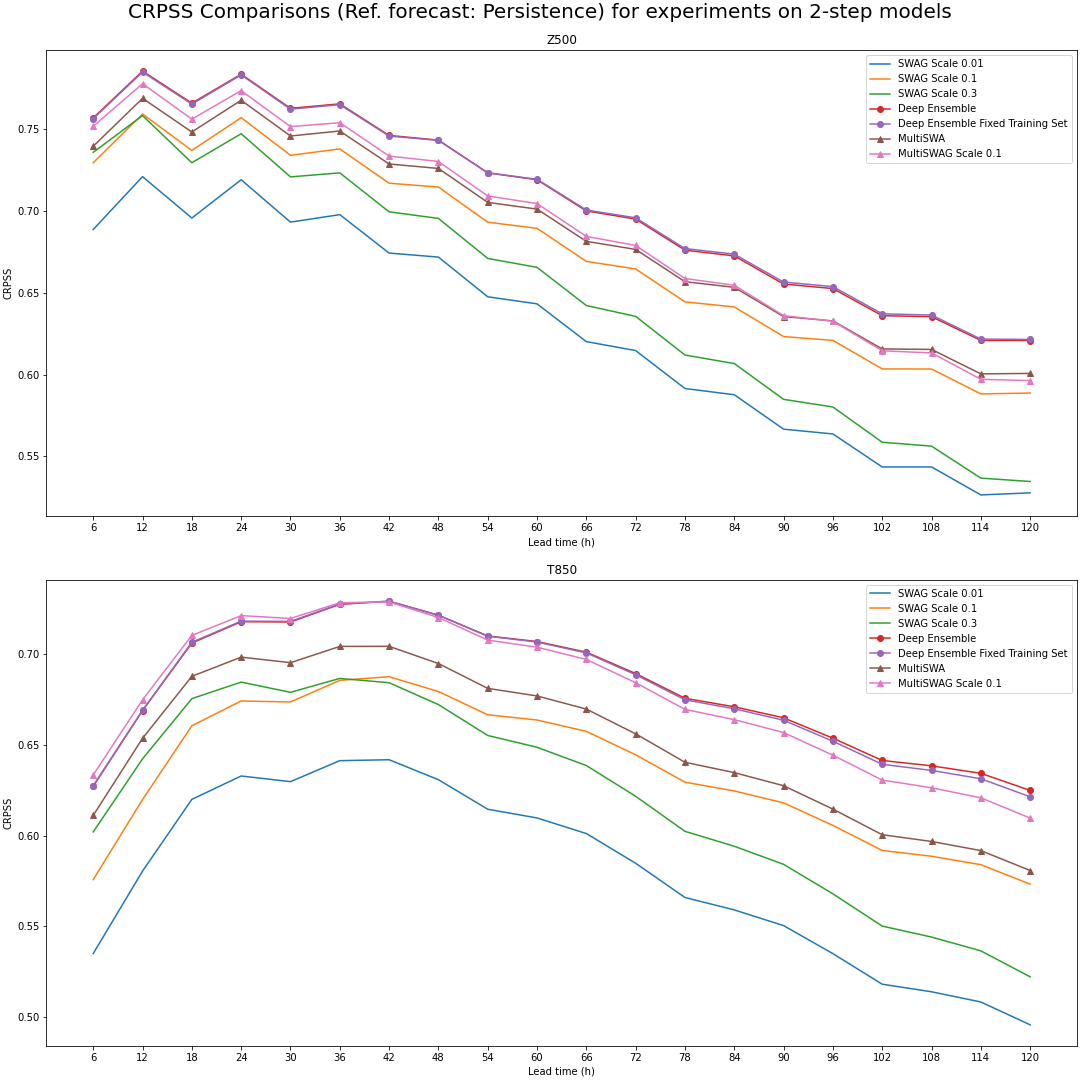 CRPSS Comparisons (Ref. forecast: Persistence) for experiments on 2-step models
Z500
SWAG Scale 0.01
SWAG Scale 0.1
SWAG Scale 0.3
Deep Ensemble
Deep Ensemble Fixed Training Set
MultiSWA
MultiSWAG Scale 0.1
CRPSS
0.75
0.70
0.65
0.60
0.55
6 12 18 24 30 36 42 48 54 60 66 72 78 84 90 96 102 108 114 120
Lead time (h)
T850
SWAG Scale 0.01
SWAG Scale 0.1
SWAG Scale 0.3
Deep Ensemble
Deep Ensemble Fixed Training Set
MultiSWA
MultiSWAG Scale 0.1
CRPSS
0.70
0.65
0.60
0.55
0.50
6 12 18 24 30 36 42 48 54 60 66 72 78 84 90 96 102 108 114 120
Lead time (h)